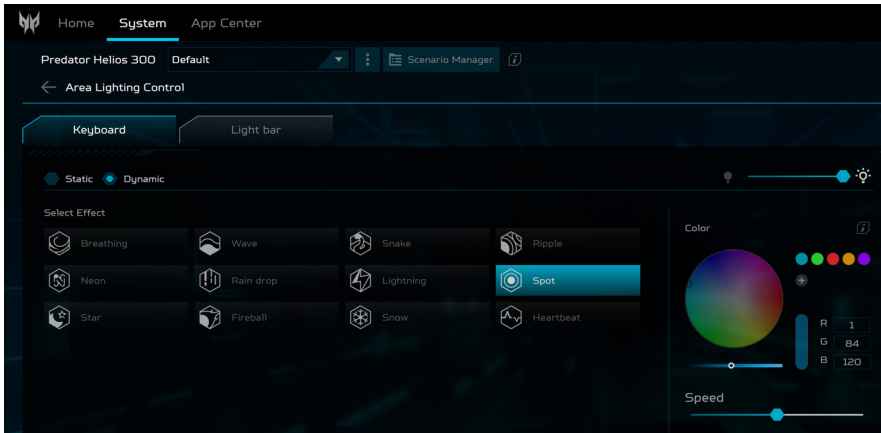 Home System App Center
Predator Helios 300 Default Scenario Manager i
Area Lighting Control
Keyboard Light bar
Static Dynamic
Select Effect
Color i
Breathing Wave Snake Ripple
Neon Rain drop Lightning Spot
Star Fireball Snow Heartbeat
R 1
G 84
B 120
Speed